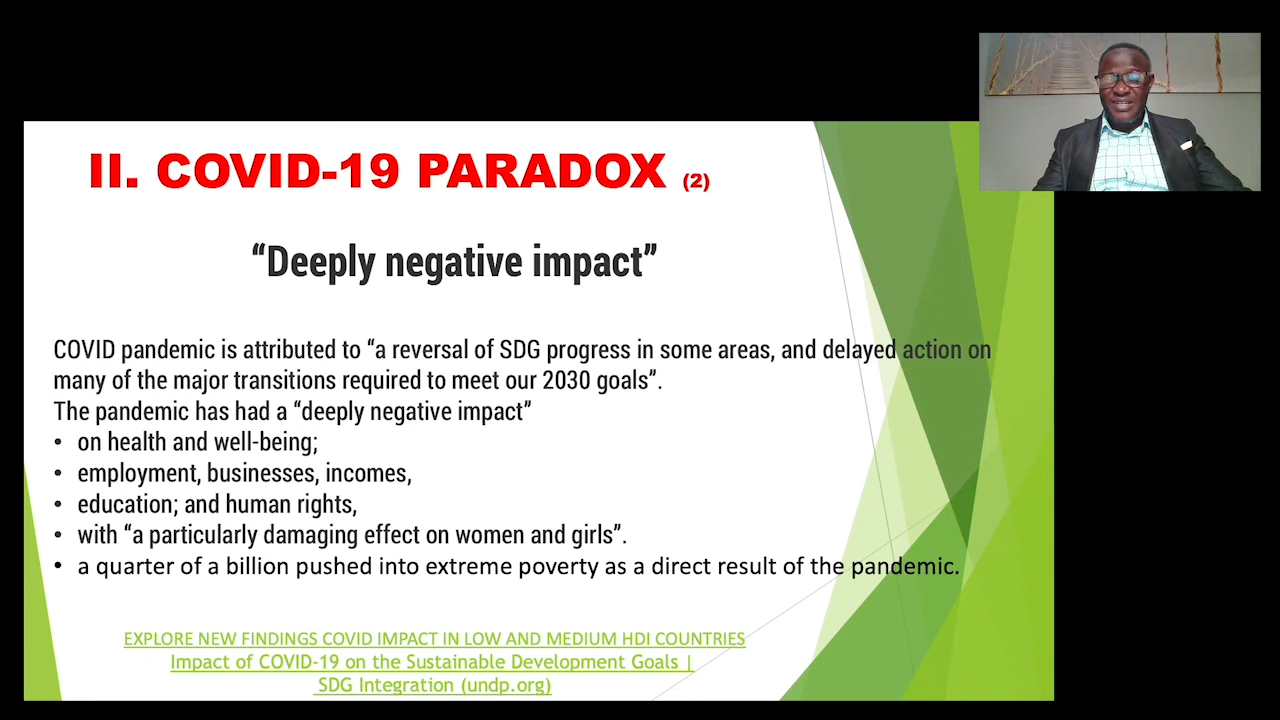 II. COVID-19 PARADOX (2)
“Deeply negative impact”
COVID pandemic is attributed to “a reversal of SDG progress in some areas, and delayed action on
many of the major transitions required to meet our 2030 goals”.
The pandemic has had a “deeply negative impact”
• on health and well-being;
• employment, businesses, incomes,
• education; and human rights,
• with “a particularly damaging effect on women and girls”.
• a quarter of a billion pushed into extreme poverty as a direct result of the pandemic.
EXPLORE NEW FINDINGS COVID IMPACT IN LOW AND MEDIUM HDI COUNTRIES
Impact of COVID-19 on the Sustainable Development Goals |
SDG Integration (undp.org)